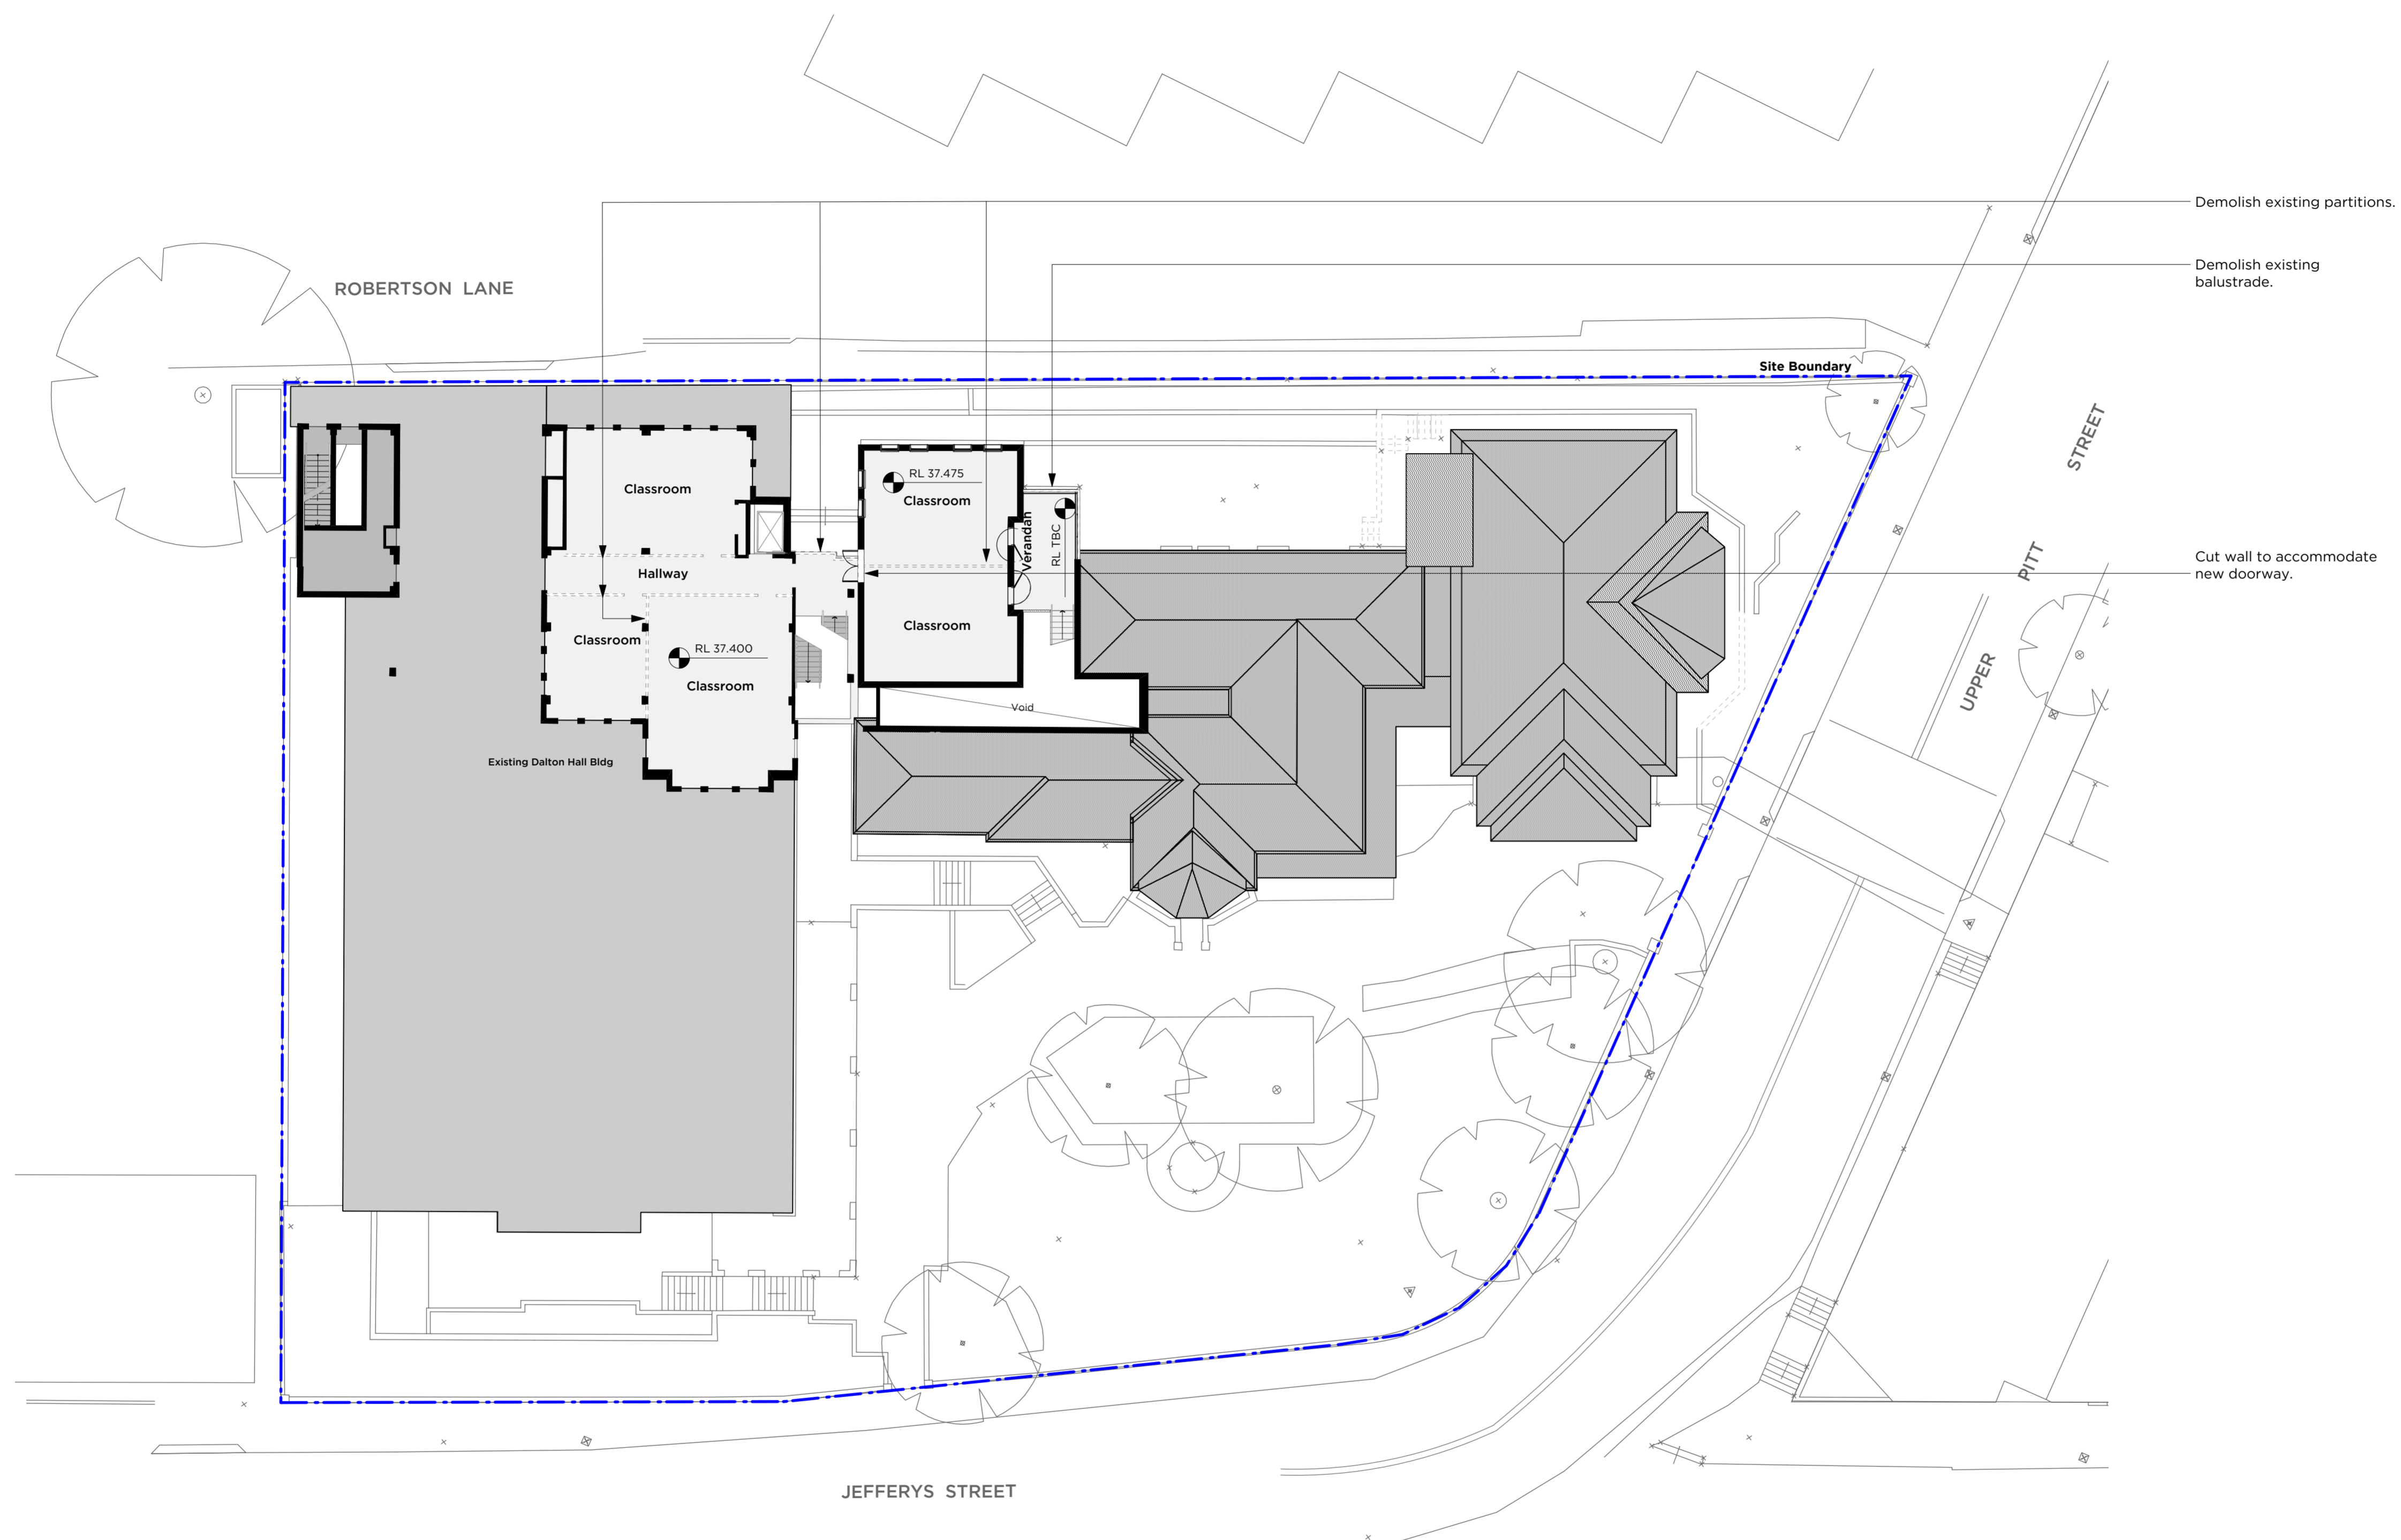 Demolish existing partitions.
Demolish existing
balustrade.
ROBERTSON LANE
Site Boundary
STREET
PITT
UPPER
RL 37.475
Classroom
Classroom
Verandah
RL TBC
Cut wall to accommodate
new doorway.
Hallway
Classroom
Classroom
RL 37.400
Classroom
Void
Existing Dalton Hall Bldg
JEFFERYS STREET